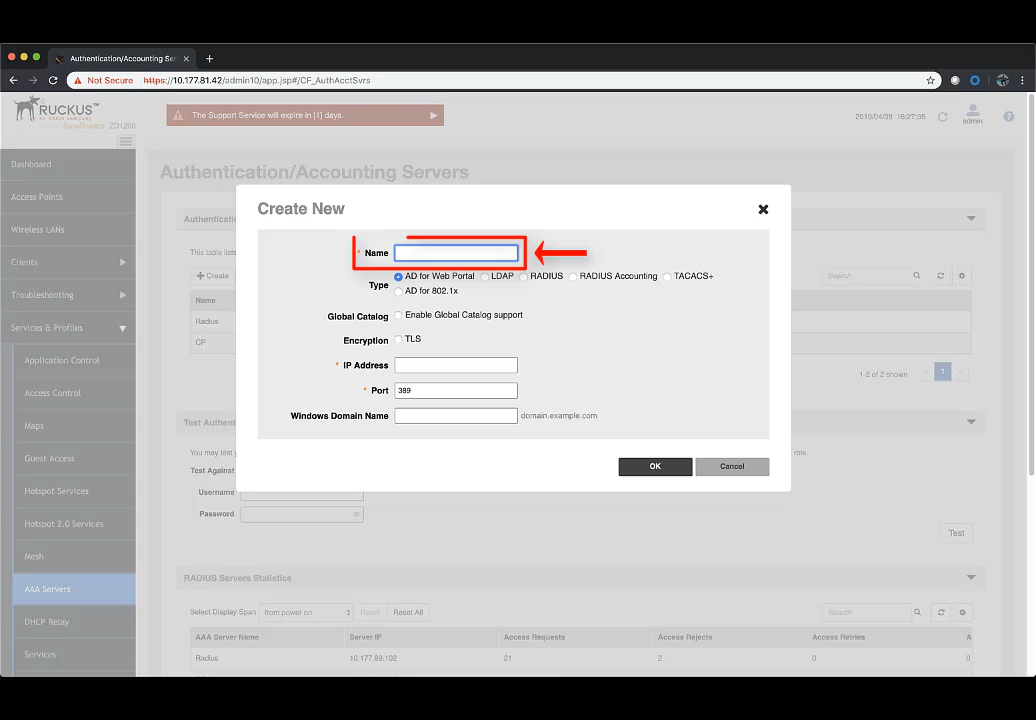 Authentication/Accounting Ser
Not Secure https://10.177.81.42/admin10/app.jsp#/CF_AuthAcctSvrs
RUCKUS™
ZoneDirector ZD1200
The Support Service will expire in [1] days.
2019/04/09 16:27:35
admin
Dashboard
Access Points
Wireless LANs
Clients
Troubleshooting
Services & Profiles
Application Control
Access Control
Maps
Guest Access
Hotspot Services
Hotspot 2.0 Services
Mesh
AAA Servers
DHCP Relay
Services
Authentication/Accounting Servers
Authenticati
This table lists
Create
Search
Name
Radius
CP
1-2 of 2 shown
1
Create New
* Name
Type
AD for Web Portal LDAP RADIUS RADIUS Accounting TACACS+
AD for 802.1x
Global Catalog Enable Global Catalog support
Encryption TLS
* IP Address
* Port 389
Windows Domain Name domain.example.com
OK Cancel
Test Authent
You may test y
role.
Test Against
Username
Password
Test
RADIUS Servers Statistics
Select Display Span from power on Reset Reset All
Search
AAA Server Name Server IP Access Requests Access Rejects Access Retries A
Radius 10.177.89.102 21 2 0 0